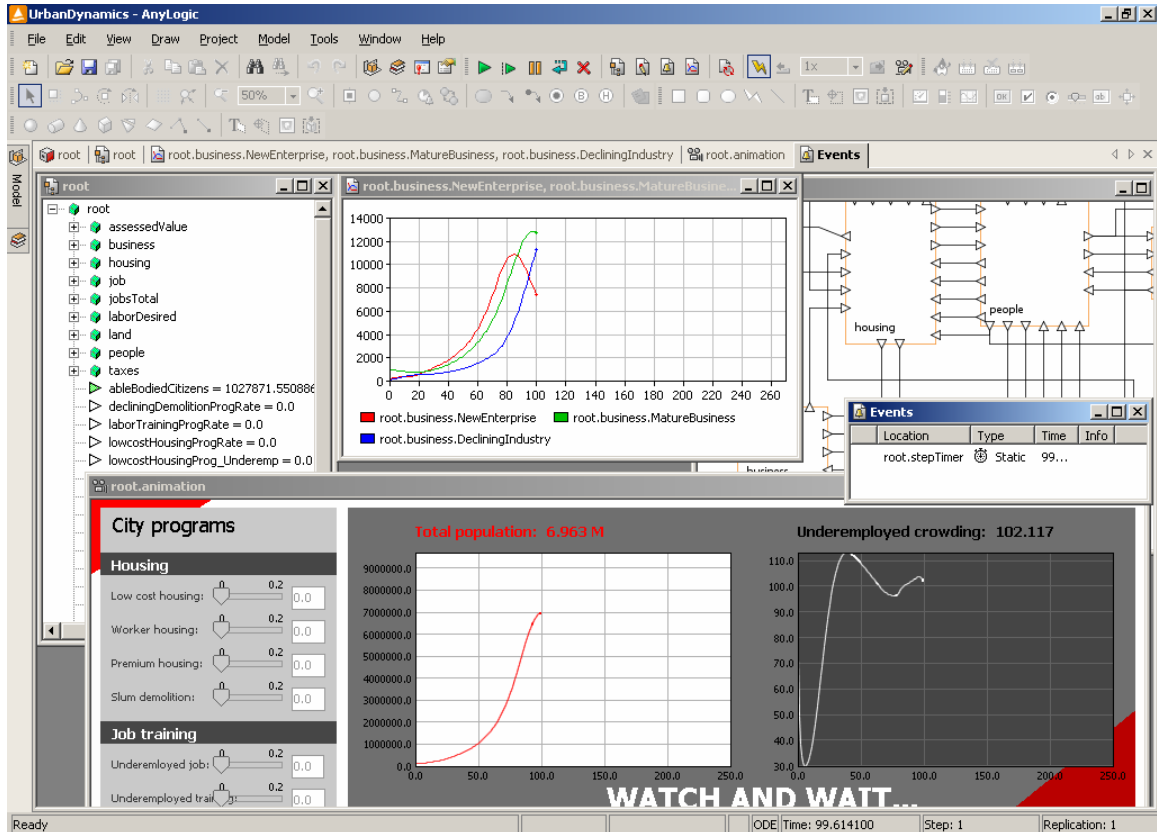 UrbanDynamics - AnyLogic
File Edit View Draw Project Model Tools Window Help
1x
50%
root root root.business.NewEnterprise, root.business.MatureBusiness, root.business.DecliningIndustry root.animation Events
Model
root
root
assessedValue
business
housing
job
jobsTotal
laborDesired
land
people
taxes
ableBodiedCitizens = 1027871.550886
decliningDemolitionProgRate = 0.0
laborTrainingProgRate = 0.0
lowcostHousingProgRate = 0.0
lowcostHousingProg_Underemp = 0.0
root.business.NewEnterprise, root.business.MatureBusine...
14000
12000
10000
8000
6000
4000
2000
0
0 20 40 60 80 100 120 140 160 180 200 220 240 260
root.business.NewEnterprise root.business.MatureBusiness
root.business.DecliningIndustry
housing
people
business
Events
Location Type Time Info
root.stepTimer Static 99...
root.animation
City programs
Housing
Low cost housing: 0 0.2 0.0
Worker housing: 0 0.2 0.0
Premium housing: 0 0.2 0.0
Slum demolition: 0 0.2 0.0
Job training
Underemloyed job: 0 0.2 0.0
Underemployed 0 0.2 0.0
Total population: 6.963 M
9000000.0
8000000.0
7000000.0
6000000.0
5000000.0
4000000.0
3000000.0
2000000.0
1000000.0
0.0
0.0 50.0 100.0 150.0 200.0 250.0
Underemployed crowding: 102.117
110.0
100.0
90.0
80.0
70.0
60.0
50.0
40.0
30.0
0.0 50.0 100.0 150.0 200.0 250.0
WATCH AND WAIT...
Ready ODE Time: 99.614100 Step: 1 Replication: 1